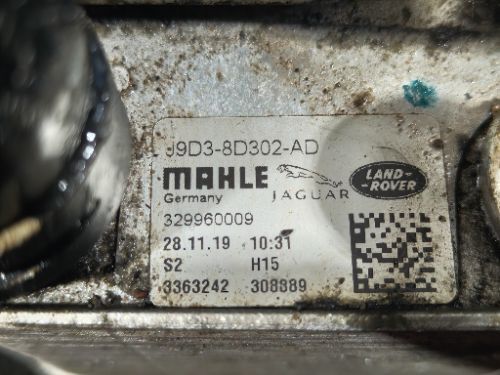 J9D3-8D302-AD
MAHLE
Germany
JAGUAR
LAND-
-ROVER
329960009
28.11.19 10:31
S2 H15
3363242 308889